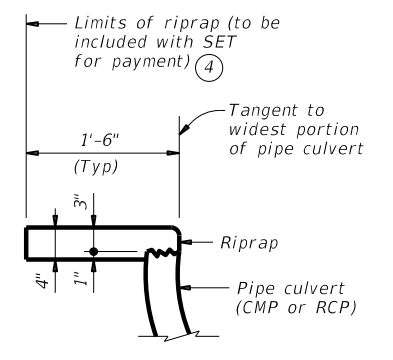 Limits of riprap (to be
included with SET
for payment) 4
Tangent to
widest portion
of pipe culvert
1'-6"
(Typ)
3"
Riprap
4"
1"
Pipe culvert
(CMP or RCP)